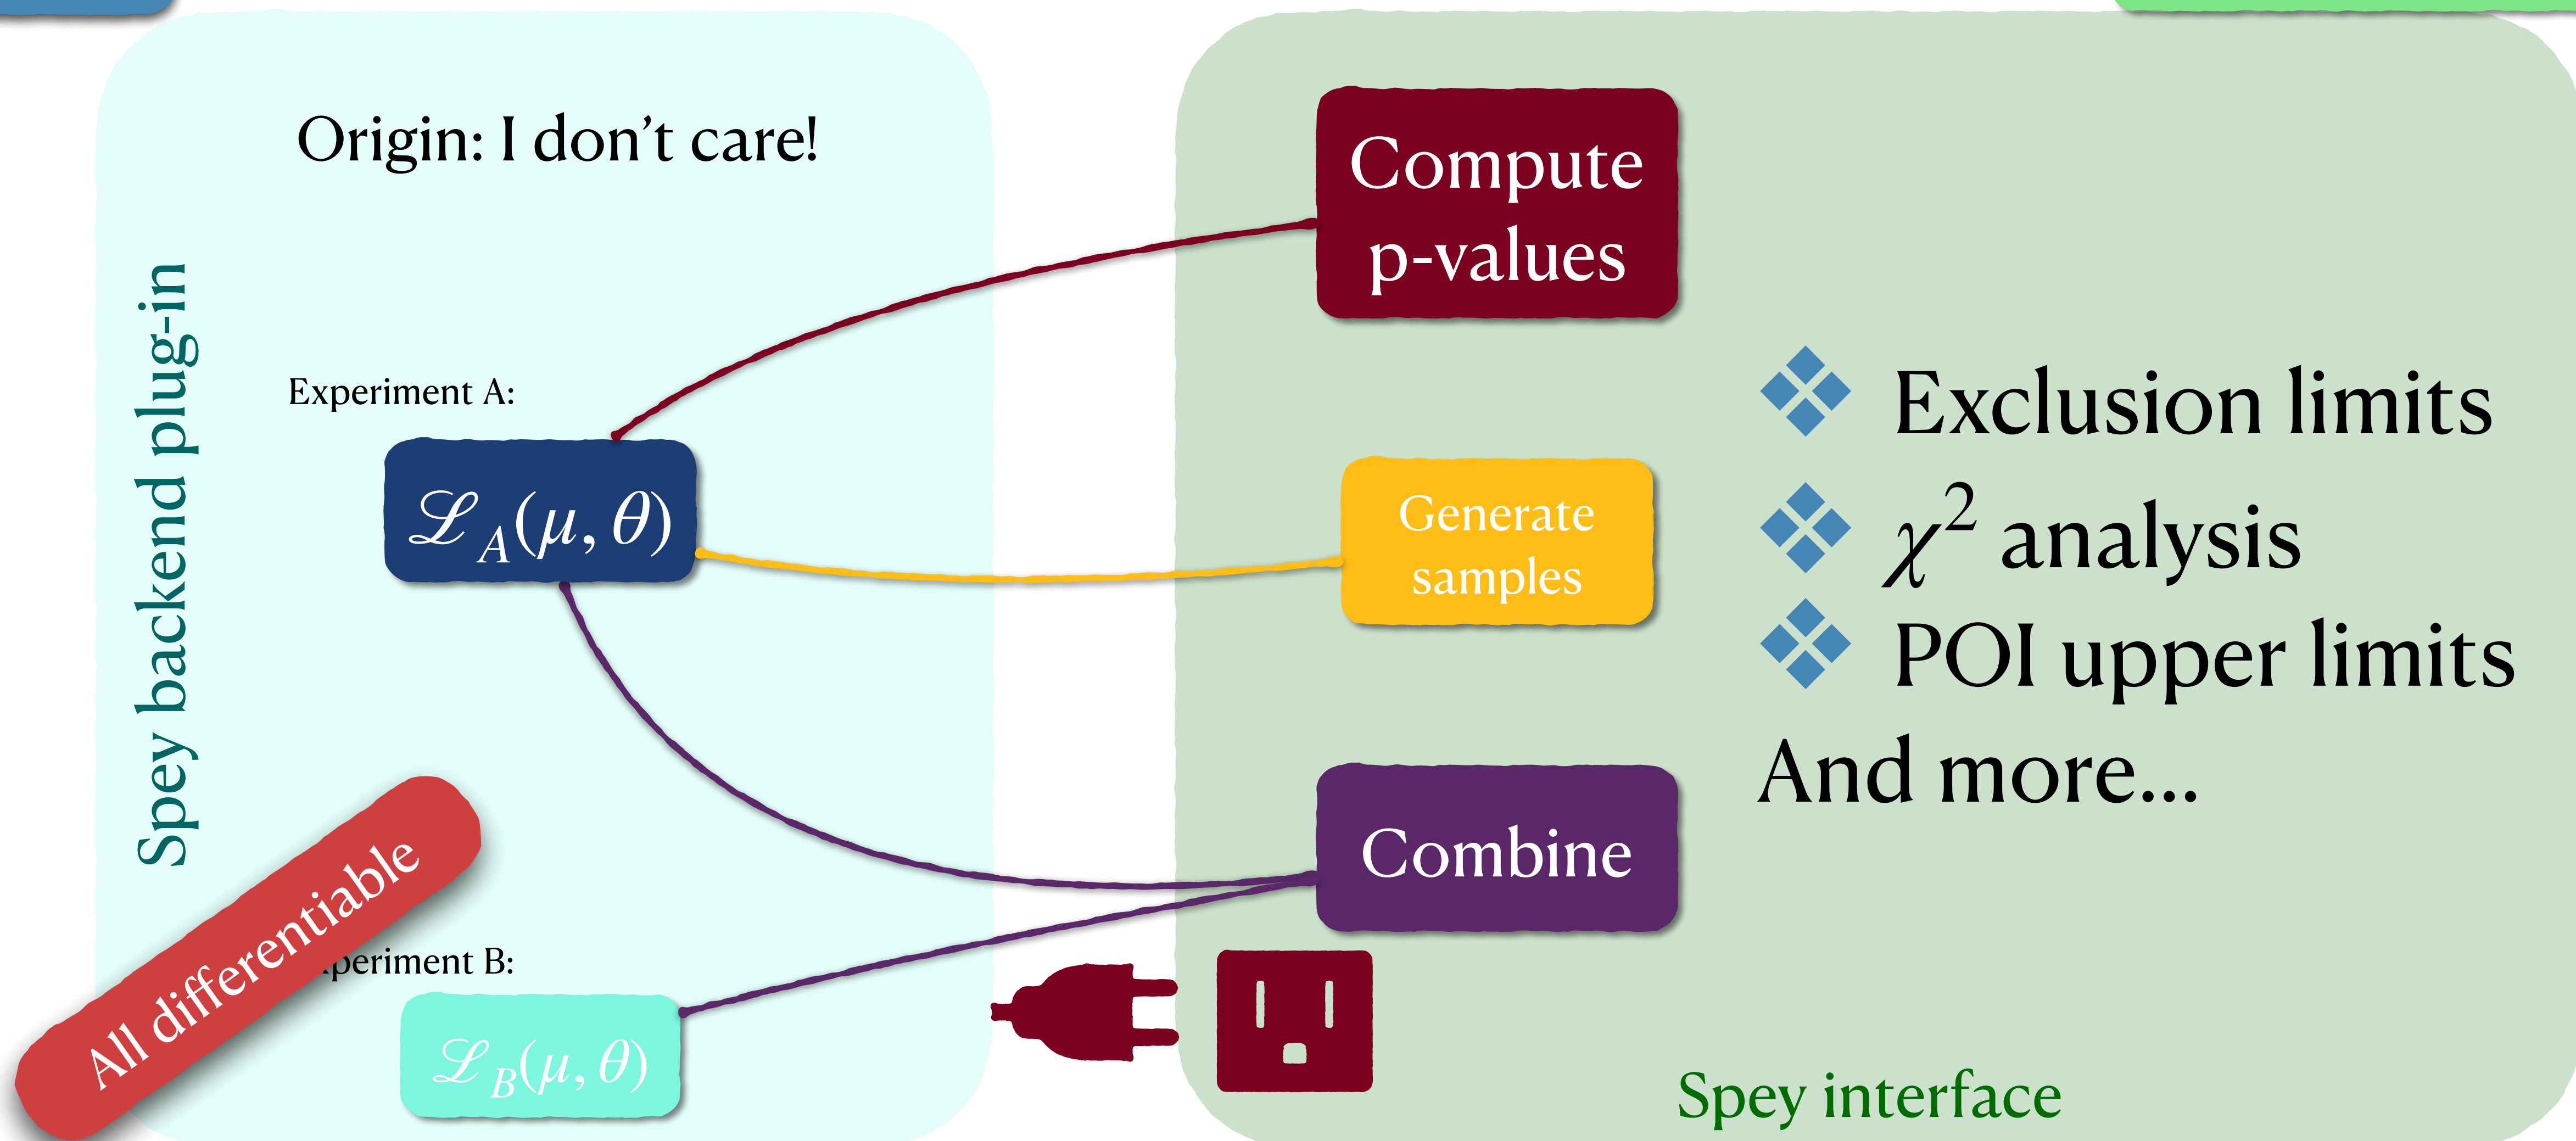 Origin: I don't care!
Spey backend plug-in
Experiment A:
ℒ_A(μ, θ)
All differentiable
xperiment B:
ℒ_B(μ, θ)
Compute
p-values
Generate
samples
Combine
❖ Exclusion limits
❖ χ² analysis
❖ POI upper limits
And more...
Spey interface